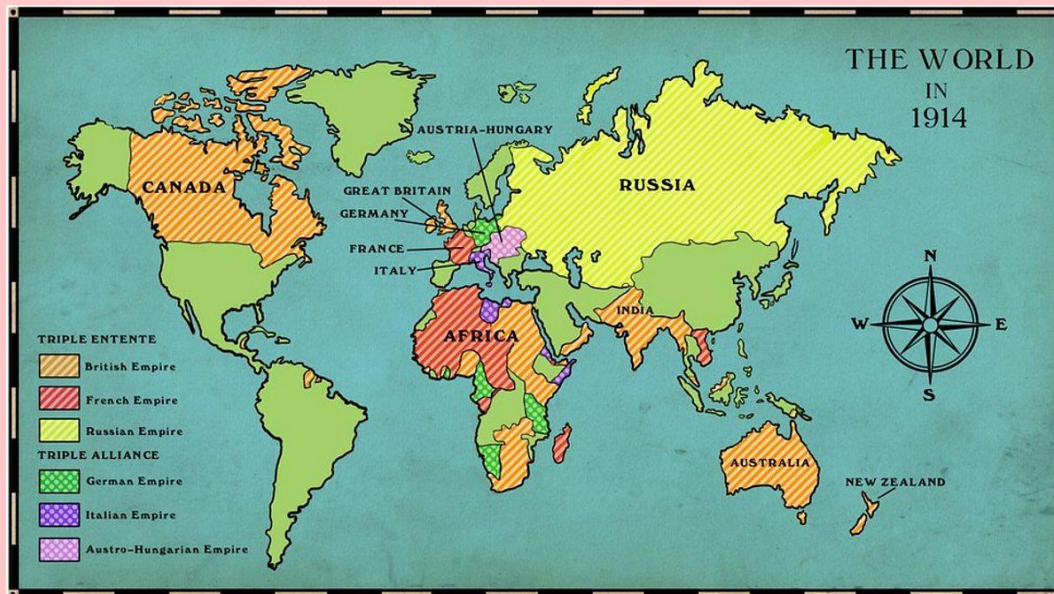 THE WORLD
IN
1914
AUSTRIA-HUNGARY
GREAT BRITAIN
GERMANY
FRANCE
ITALY
CANADA
RUSSIA
AFRICA
INDIA
AUSTRALIA
NEW ZEALAND
N
W
E
S
TRIPLE ENTENTE
British Empire
French Empire
Russian Empire
TRIPLE ALLIANCE
German Empire
Italian Empire
Austro-Hungarian Empire